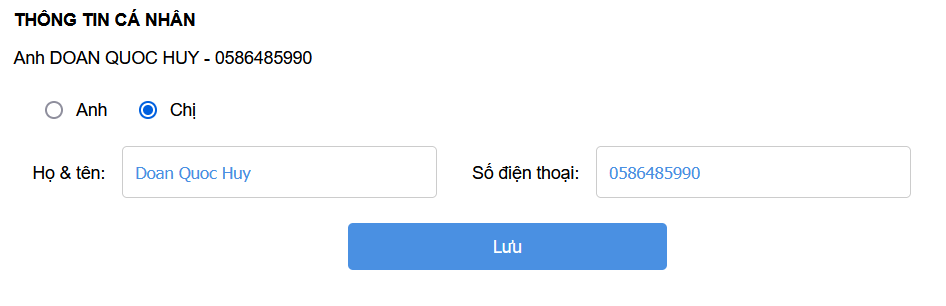 THÔNG TIN CÁ NHÂN
Anh DOAN QUOC HUY - 0586485990
Anh Chị
Họ & tên: Doan Quoc Huy Số điện thoại: 0586485990
Lưu